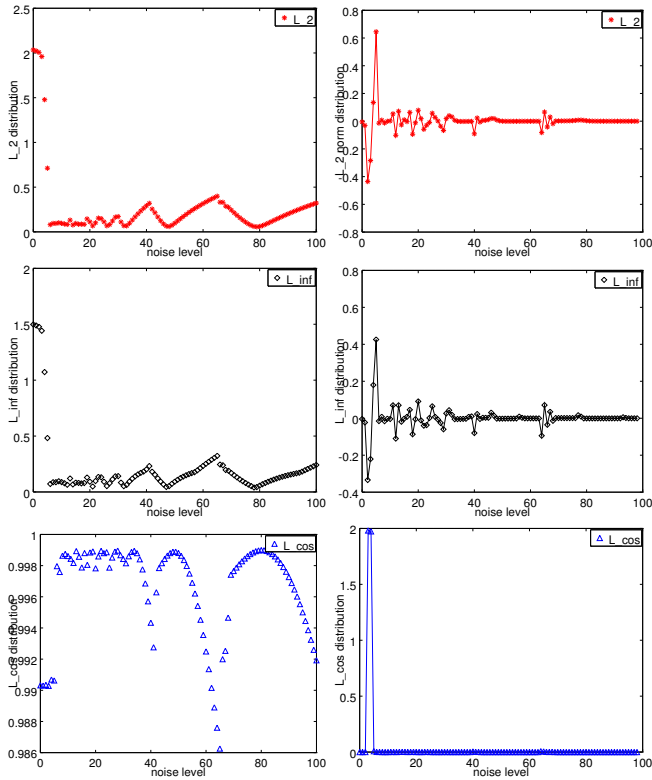 L_2
2.5
2
1.5
1
0.5
0
0 20 40 60 80 100
noise level
L_2 distribution
L_2
0.8
0.6
0.4
0.2
0
-0.2
-0.4
-0.6
-0.8
0 20 40 60 80 100
noise level
L_2 norm distribution
L_inf
2
1.5
1
0.5
0
0 20 40 60 80 100
noise level
L_inf distribution
L_inf
0.8
0.6
0.4
0.2
0
-0.2
-0.4
0 20 40 60 80 100
noise level
L_inf distribution
L_cos
1
0.998
0.996
0.994
0.992
0.99
0.988
0.986
0 20 40 60 80 100
noise level
L_cos distribution
L_cos
2
1.5
1
0.5
0
0 20 40 60 80 100
noise level
L_cos distribution